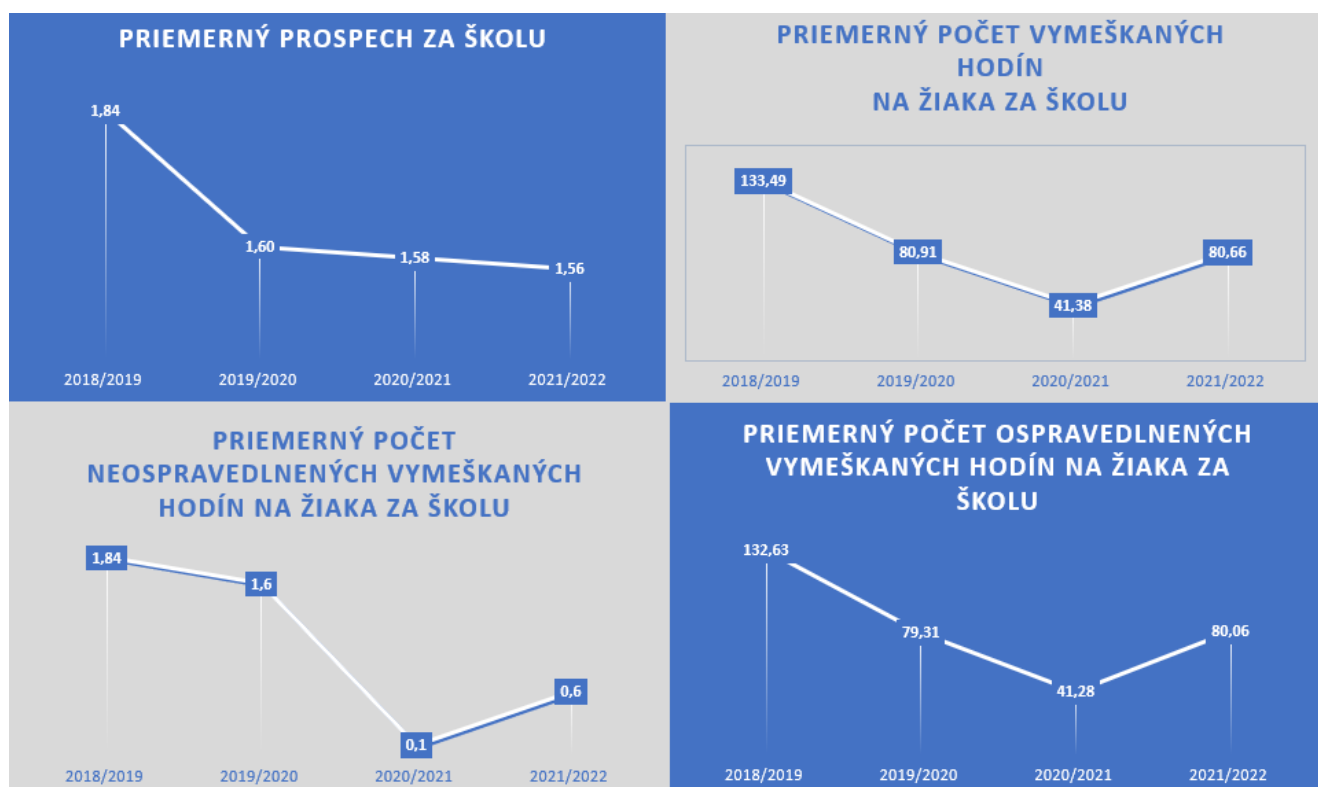 PRIEMERNÝ PROSPECH ZA ŠKOLU
1,84
1,60
1,58
1,56
2018/2019 2019/2020 2020/2021 2021/2022
PRIEMERNÝ POČET VYMEŠKANÝCH
HODÍN
NA ŽIAKA ZA ŠKOLU
133,49
80,91
41,38
80,66
2018/2019 2019/2020 2020/2021 2021/2022
PRIEMERNÝ POČET
NEOSPRAVEDLNENÝCH VYMEŠKANÝCH
HODÍN NA ŽIAKA ZA ŠKOLU
1,84
1,6
0,1
0,6
2018/2019 2019/2020 2020/2021 2021/2022
PRIEMERNÝ POČET OSPRAVEDLNENÝCH
VYMEŠKANÝCH HODÍN NA ŽIAKA ZA
ŠKOLU
132,63
79,31
41,28
80,06
2018/2019 2019/2020 2020/2021 2021/2022